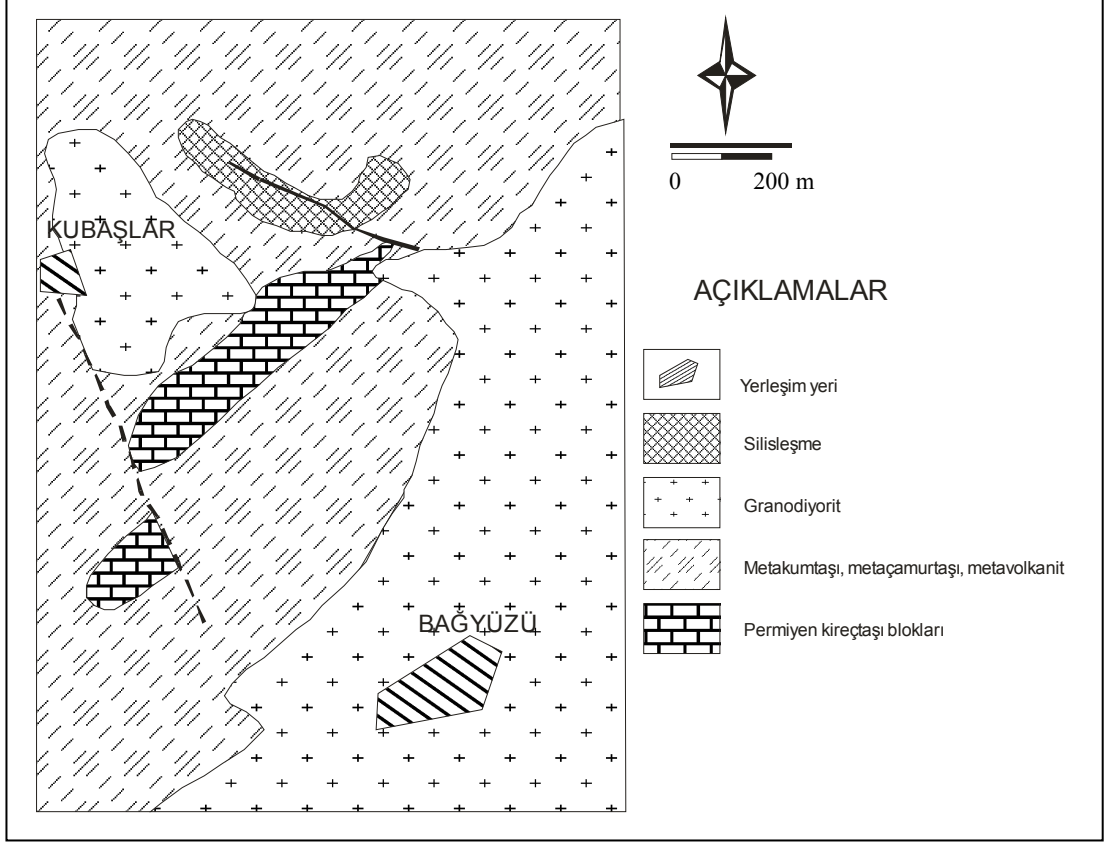 KUBAŞLAR
BAĞYÜZÜ
0 200 m
AÇIKLAMALAR
Yerleşim yeri
Silisleşme
Granodiyorit
Metakumtaşı, metaçamurtaşı, metavolkanit
Permiyen kireçtaşı blokları